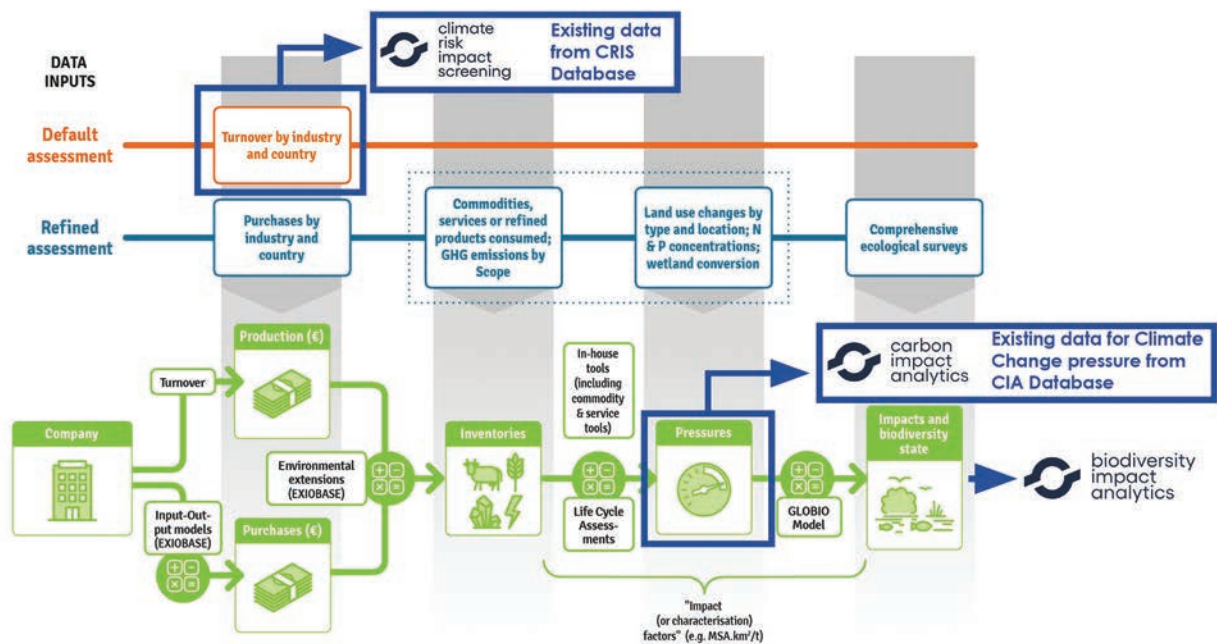 climate
risk
impact
screening
Existing data
from CRIS
Database
DATA
INPUTS
Default
assessment
Turnover by industry
and country
Refined
assessment
Purchases by
industry and
country
Commodities,
services or refined
products consumed;
GHG emissions by
Scope
Land use changes by
type and location; N
& P concentrations;
wetland conversion
Comprehensive
ecological surveys
carbon
impact
analytics
Existing data for Climate
Change pressure from
CIA Database
Company
Turnover
Production (€)
Input-Out-
put models
(EXIOBASE)
Purchases (€)
Environmental
extensions
(EXIOBASE)
Inventories
In-house
tools
(including
commodity
& service
tools)
Life Cycle
Assess-
ments
Pressures
GLOBIO
Model
Impacts and
biodiversity
state
biodiversity
impact
analytics
"Impact
(or characterisation)
factors" (e.g. MSA.km²/t)